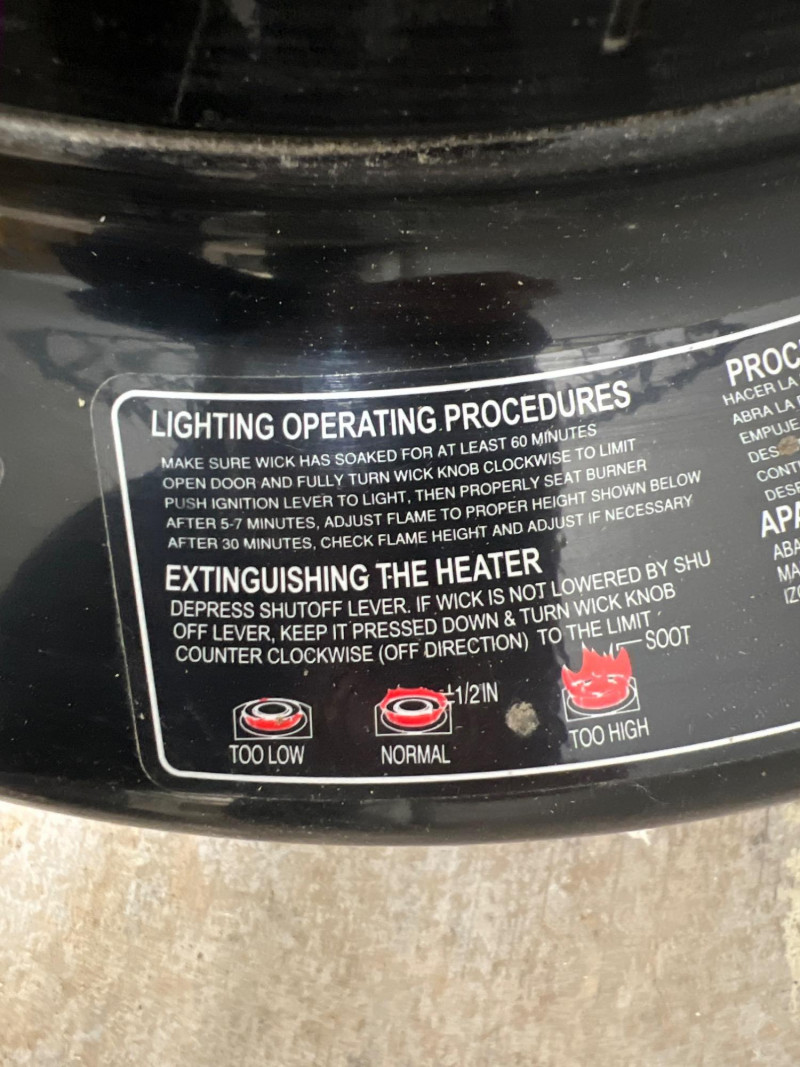 LIGHTING OPERATING PROCEDURES
MAKE SURE WICK HAS SOAKED FOR AT LEAST 60 MINUTES
OPEN DOOR AND FULLY TURN WICK KNOB CLOCKWISE TO LIMIT
PUSH IGNITION LEVER TO LIGHT, THEN PROPERLY SEAT BURNER
AFTER 5-7 MINUTES, ADJUST FLAME TO PROPER HEIGHT SHOWN BELOW
AFTER 30 MINUTES, CHECK FLAME HEIGHT AND ADJUST IF NECESSARY
EXTINGUISHING THE HEATER
DEPRESS SHUTOFF LEVER. IF WICK IS NOT LOWERED BY SHU
OFF LEVER, KEEP IT PRESSED DOWN & TURN WICK KNOB
COUNTER CLOCKWISE (OFF DIRECTION) TO THE LIMIT
SOOT
1/2"IN
TOO LOW
NORMAL
TOO HIGH
PROC
HACER LA
ABRA LA
EMPUJE
DES
CONTI
DESP
APA
ABA
MA
IZQ